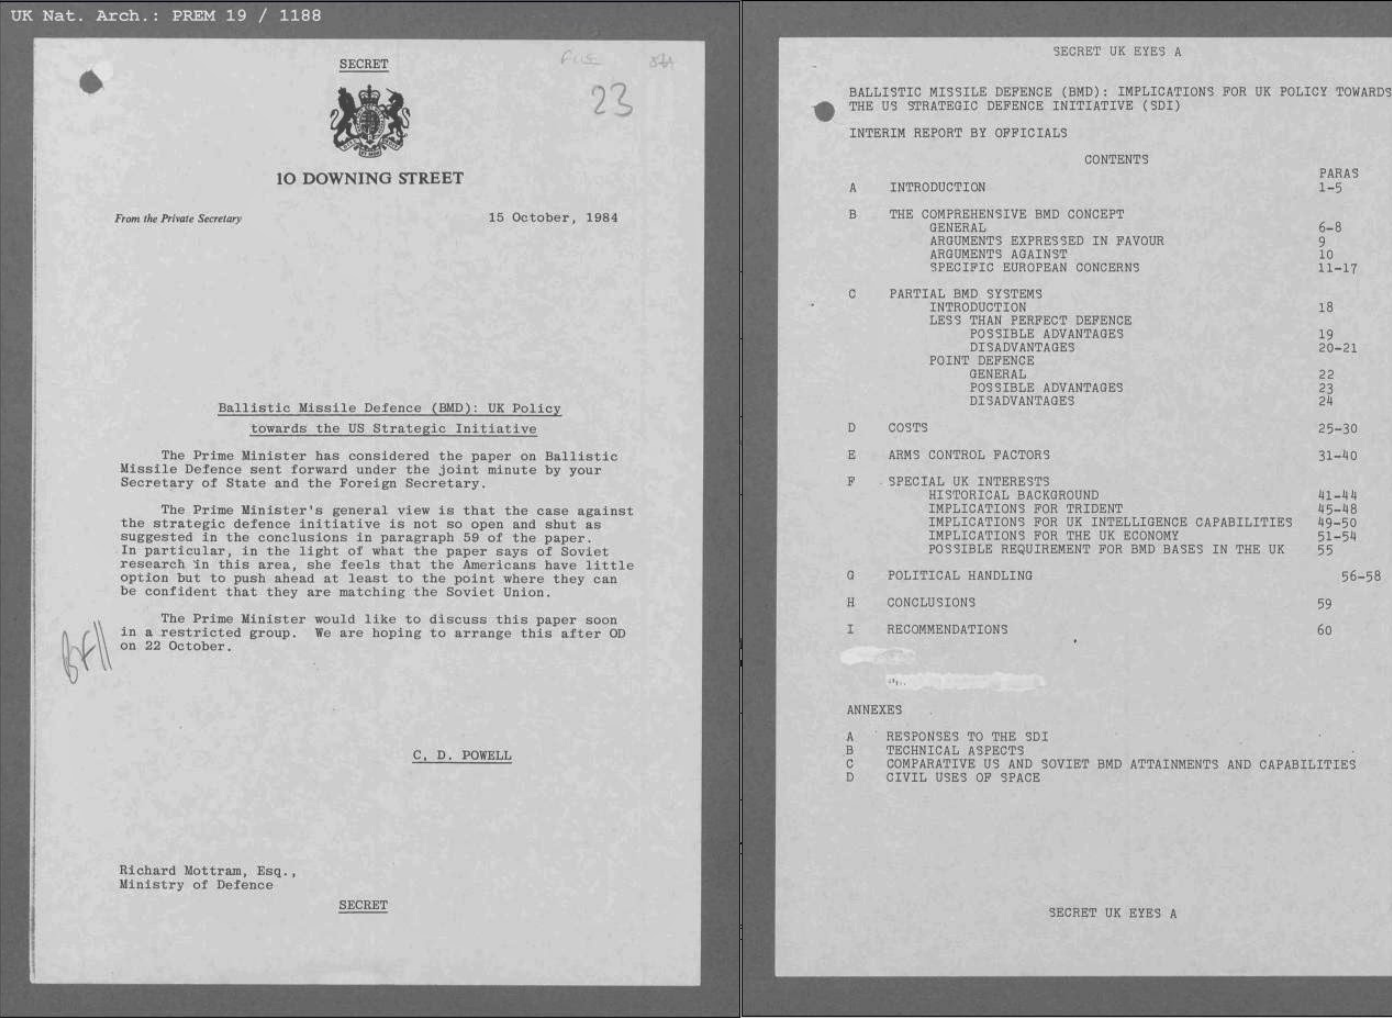 UK Nat. Arch.: PREM 19 / 1188
SECRET
FILE
23
10 DOWNING STREET
From the Private Secretary
15 October, 1984
Ballistic Missile Defence (BMD): UK Policy
towards the US Strategic Initiative
The Prime Minister has considered the paper on Ballistic
Missile Defence sent forward under the joint minute by your
Secretary of State and the Foreign Secretary.
The Prime Minister's general view is that the case against
the strategic defence initiative is not so open and shut as
suggested in the conclusions in paragraph 59 of the paper.
In particular, in the light of what the paper says of Soviet
research in this area, she feels that the Americans have little
option but to push ahead at least to the point where they can
be confident that they are matching the Soviet Union.
The Prime Minister would like to discuss this paper soon
in a restricted group. We are hoping to arrange this after OD
on 22 October.
BF||
C. D. POWELL
Richard Mottram, Esq.,
Ministry of Defence
SECRET
SECRET UK EYES A
BALLISTIC MISSILE DEFENCE (BMD): IMPLICATIONS FOR UK POLICY TOWARDS
THE US STRATEGIC DEFENCE INITIATIVE (SDI)
INTERIM REPORT BY OFFICIALS
CONTENTS
PARAS
A INTRODUCTION 1-5
B THE COMPREHENSIVE BMD CONCEPT
GENERAL 6-8
ARGUMENTS EXPRESSED IN FAVOUR 9
ARGUMENTS AGAINST 10
SPECIFIC EUROPEAN CONCERNS 11-17
C PARTIAL BMD SYSTEMS
INTRODUCTION 18
LESS THAN PERFECT DEFENCE
POSSIBLE ADVANTAGES 19
DISADVANTAGES 20-21
POINT DEFENCE
GENERAL 22
POSSIBLE ADVANTAGES 23
DISADVANTAGES 24
D COSTS 25-30
E ARMS CONTROL FACTORS 31-40
F SPECIAL UK INTERESTS
HISTORICAL BACKGROUND 41-44
IMPLICATIONS FOR TRIDENT 45-48
IMPLICATIONS FOR UK INTELLIGENCE CAPABILITIES 49-50
IMPLICATIONS FOR THE UK ECONOMY 51-54
POSSIBLE REQUIREMENT FOR BMD BASES IN THE UK 55
G POLITICAL HANDLING 56-58
H CONCLUSIONS 59
I RECOMMENDATIONS 60
ANNEXES
A RESPONSES TO THE SDI
B TECHNICAL ASPECTS
C COMPARATIVE US AND SOVIET BMD ATTAINMENTS AND CAPABILITIES
D CIVIL USES OF SPACE
SECRET UK EYES A